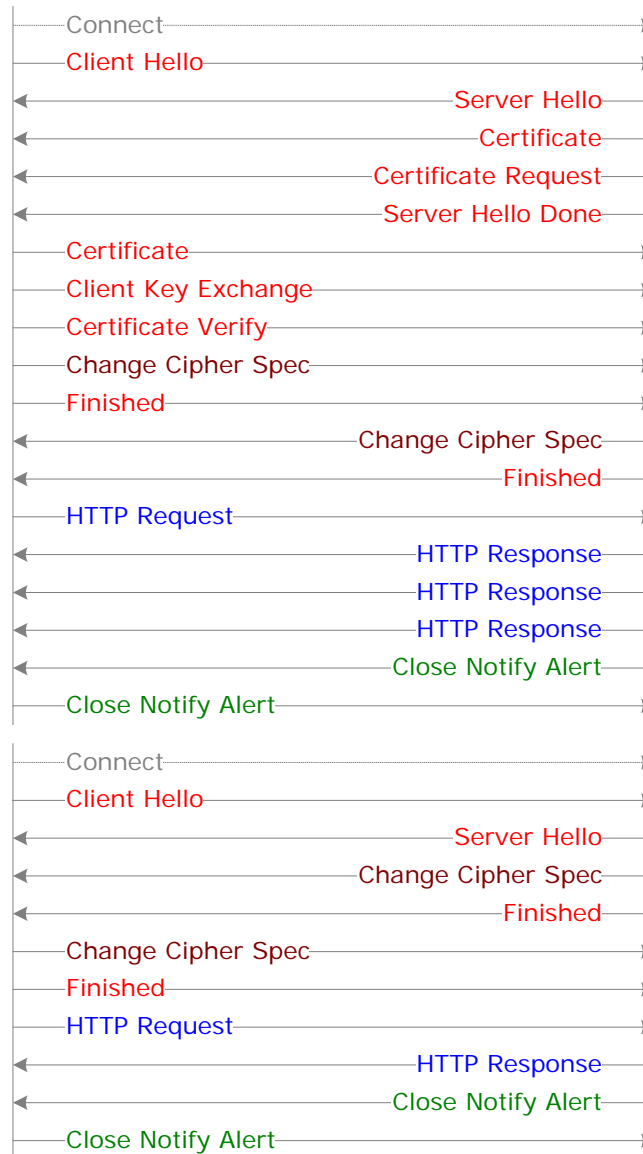 Connect
Client Hello
Server Hello
Certificate
Certificate Request
Server Hello Done
Certificate
Client Key Exchange
Certificate Verify
Change Cipher Spec
Finished
Change Cipher Spec
Finished
HTTP Request
HTTP Response
HTTP Response
HTTP Response
Close Notify Alert
Close Notify Alert
Connect
Client Hello
Server Hello
Change Cipher Spec
Finished
Change Cipher Spec
Finished
HTTP Request
HTTP Response
Close Notify Alert
Close Notify Alert